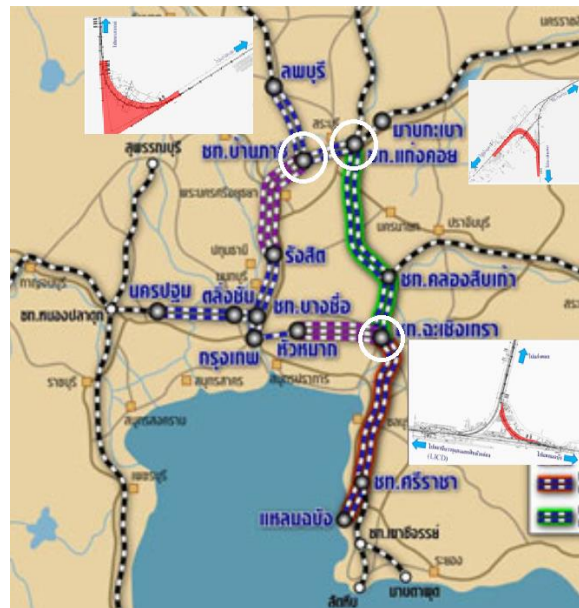 ลพบุรี
สระบุรี
มาบกะเบา
ชท.บ้านภาชี
ชท.แก่งคอย
สุพรรณบุรี
พระนครศรีอยุธยา
นครนายก
ปราจีนบุรี
รังสิต
ปทุมธานี
นนทบุรี
ชท.คลองสิบเก้า
กาญจนบุรี
นครปฐม
ตลิ่งชัน
ชท.บางซื่อ
ชท.หนองปลาดุก
กรุงเทพ
หัวหมาก
ชท.ฉะเชิงเทรา
ราชบุรี
สมุทรสาคร
สมุทรปราการ
สมุทรสงคราม
ชลบุรี
(LICD)
เพชรบุรี
ชท.ศรีราชา
แหลมฉบัง
ชท.เขาชีจรรย์
ระยอง
สัตหีบ
มาบตาพุด